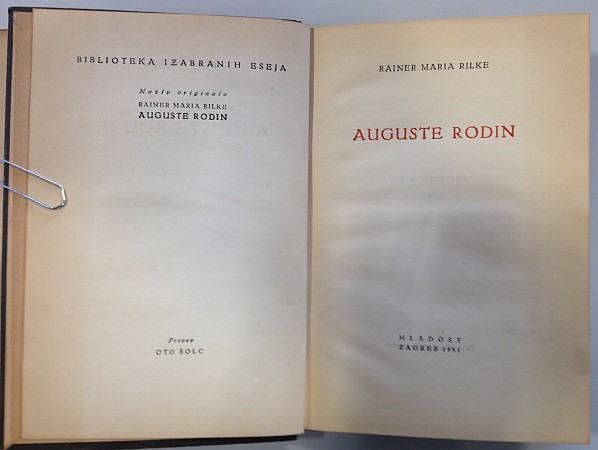 BIBLIOTEKA IZABRANIH ESEJA
Naziv originala
RAINER MARIA RILKE
AUGUSTE RODIN
Preveo
OTO ŠOLC
RAINER MARIA RILKE
AUGUSTE RODIN
MLADOST
ZAGREB 1951